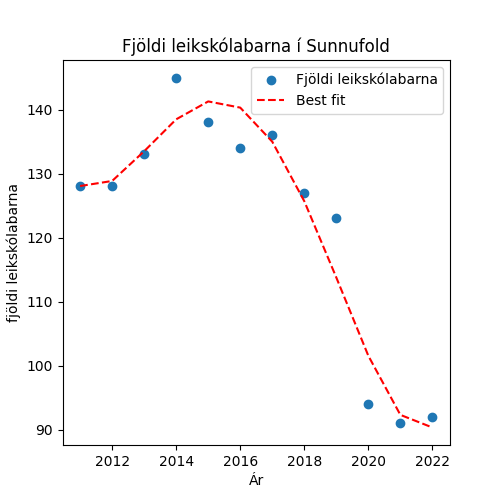 Fjöldi leikskólabarna í Sunnufold
Fjöldi leikskólabarna
Best fit
fjöldi leikskólabarna
140
130
120
110
100
90
2012 2014 2016 2018 2020 2022
Ár